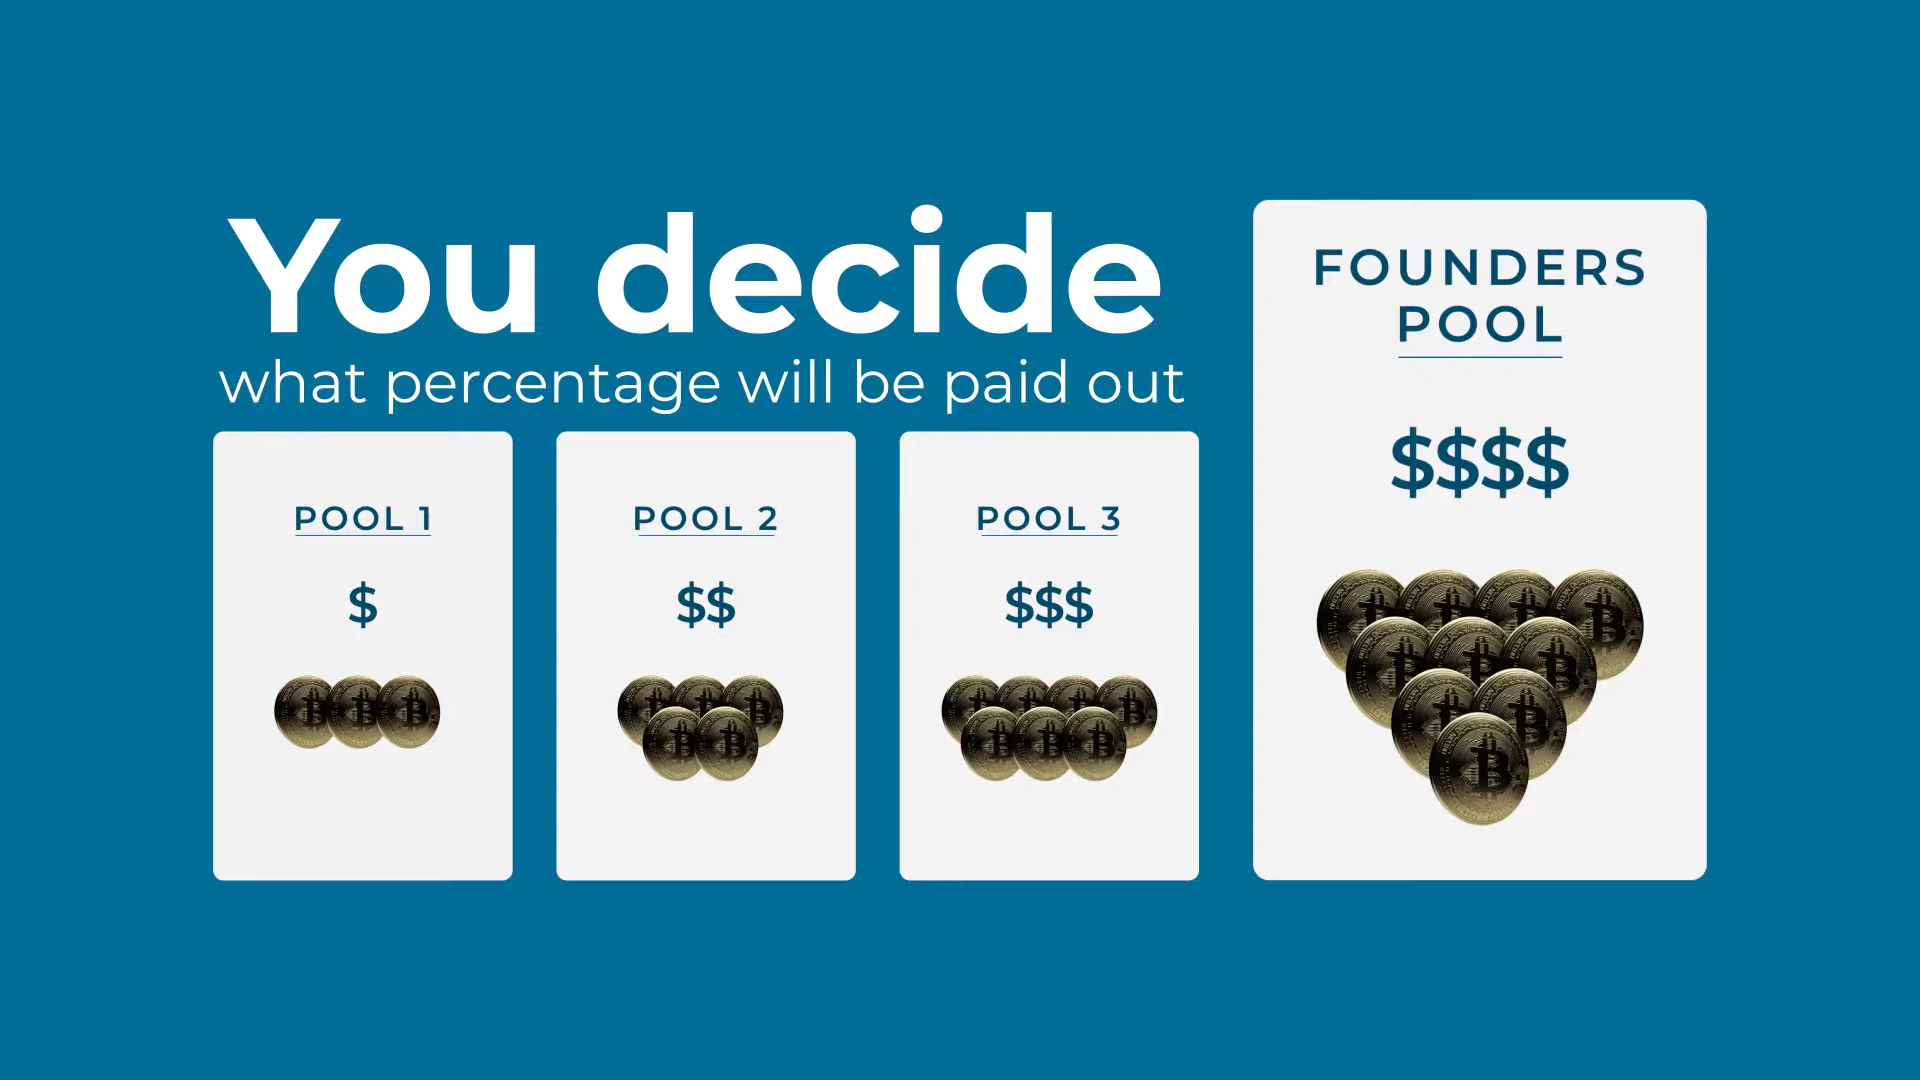 You decide
what percentage will be paid out
POOL 1
$
POOL 2
$$
POOL 3
$$$
FOUNDERS
POOL
$$$$